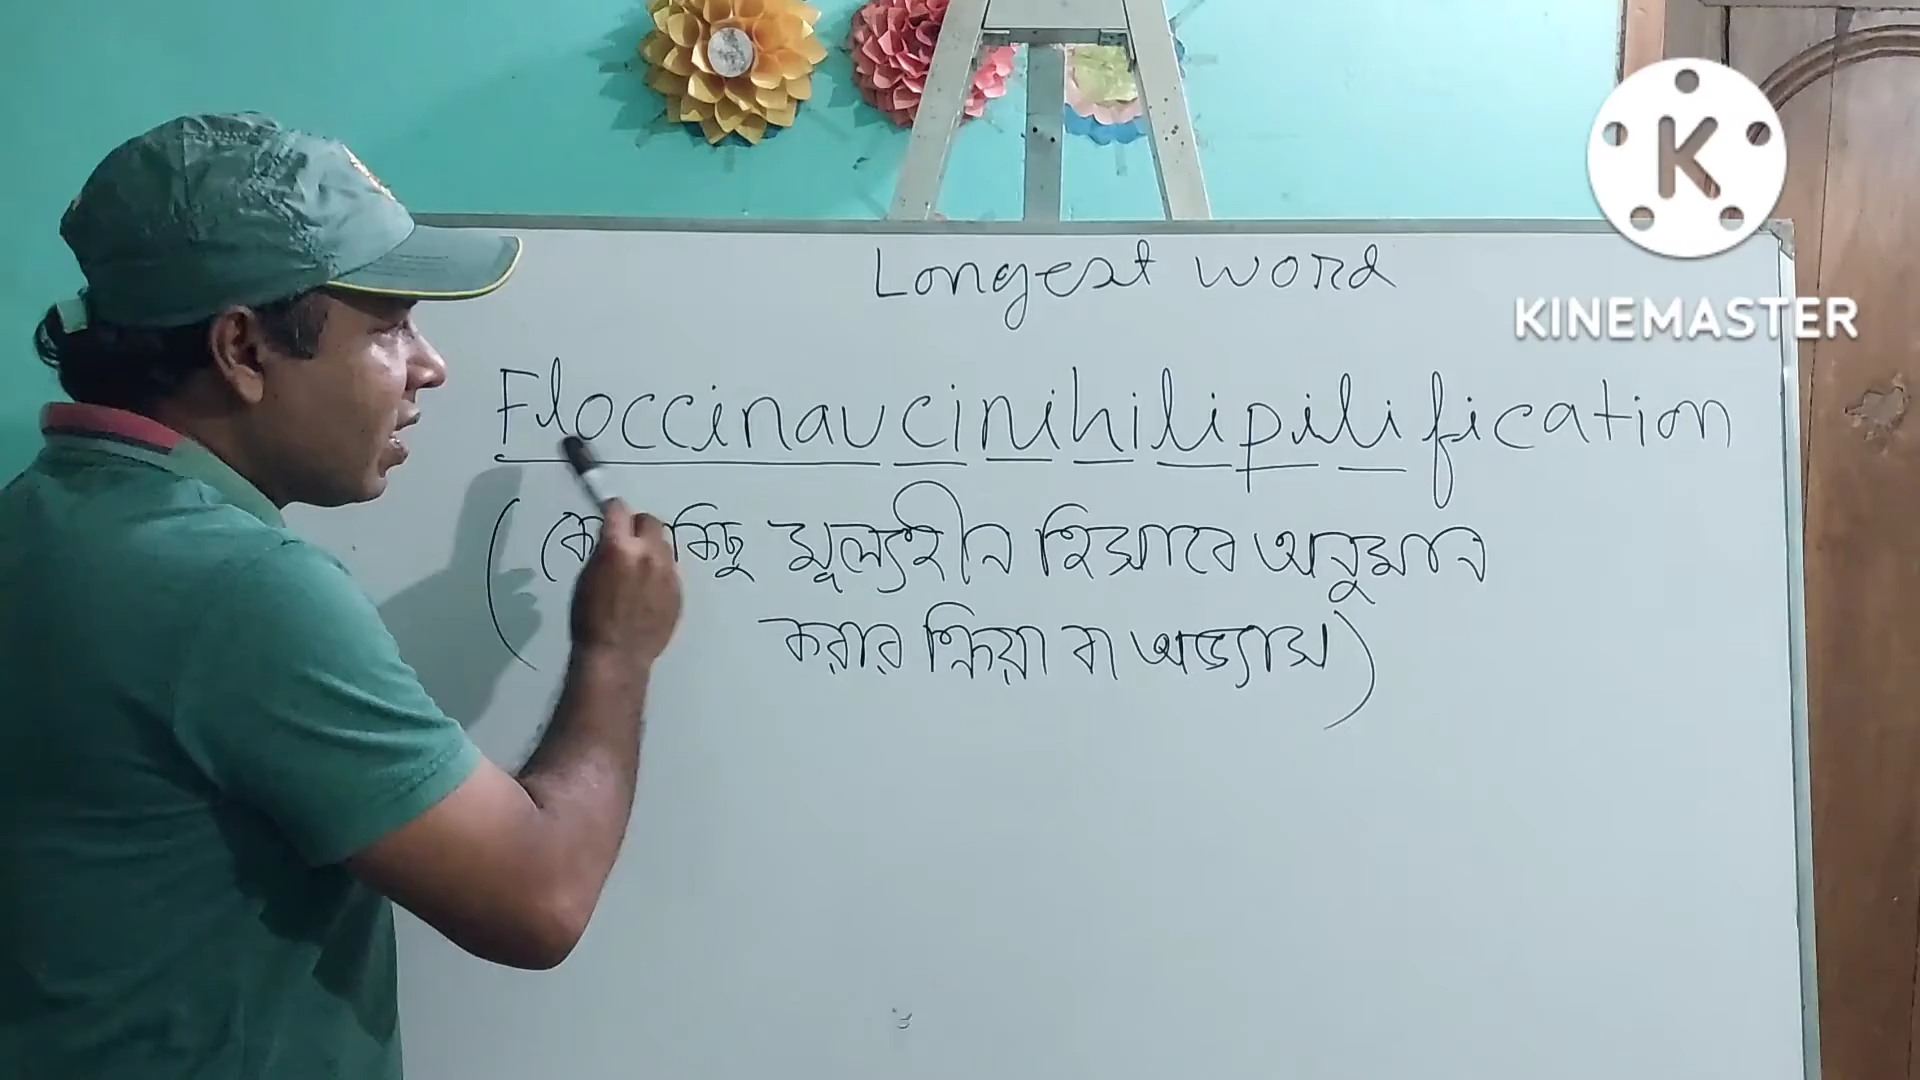 Longest word
KINEMASTER
Floccinaucinihilipilification
( কিছু মূল্যহীন হিসাবে অনুমান
করার ক্রিয়া বা অভ্যাস)